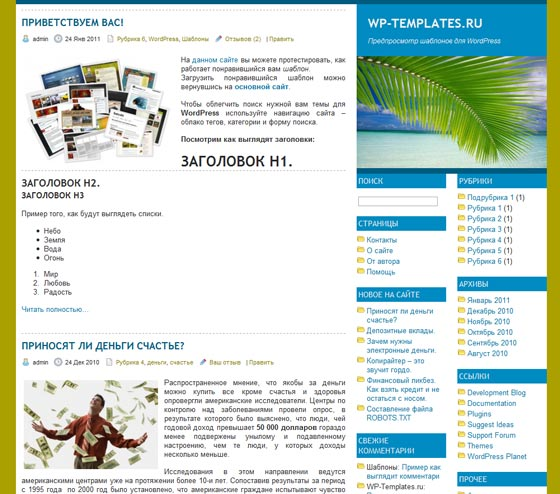 ПРИВЕТСТВУЕМ ВАС!
admin 24 Янв 2011 Рубрика 6, WordPress, Шаблоны Отзывов (2) | Править
На данном сайте вы можете протестировать, как
работает понравившийся вам шаблон.
Загрузить понравившийся шаблон можно
вернувшись на основной сайт.
Чтобы облегчить поиск нужной вам темы для
WordPress используйте навигацию сайта –
облако тегов, категории и форму поиска.
Посмотрим как выглядят заголовки:
ЗАГОЛОВОК H1.
ЗАГОЛОВОК H2.
ЗАГОЛОВОК H3
Пример того, как будут выглядеть списки.
Небо
Земля
Вода
Огонь
1. Мир
2. Любовь
3. Радость
Читать полностью...
ПРИНОСЯТ ЛИ ДЕНЬГИ СЧАСТЬЕ?
admin 24 Дек 2010 Рубрика 4, деньги, счастье Ваш отзыв | Править
Распространенное мнение, что якобы за деньги
можно купить все кроме счастья и здоровья
опровергли американские исследователи. Центры по
контролю над заболеваниями провели опрос, в
результате которого было выяснено, что люди, чей
годовой доход превышает 50 000 долларов гораздо
менее подвержены унылому и подавленному
настроению, чем те люди, у которых доходы
несколько меньше.
Исследования в этом направлении ведутся
американскими центрами уже на протяжении более 10-и лет. Сопоставив результаты за период
с 1995 года по 2000 год было установлено, что американские граждане испытывают чувство
WP-TEMPLATES.RU
Предпросмотр шаблонов для WordPress
ПОИСК
СТРАНИЦЫ
Контакты
О сайте
От автора
Помощь
НОВОЕ НА САЙТЕ
Приносят ли деньги
счастье?
Депозитные вклады.
Зачем нужны
электронные деньги.
Копирайтер – это
звучит гордо.
Финансовый ликбез.
Как взять кредит и не
остаться с носом.
Составление файла
ROBOTS.TXT
СВЕЖИЕ
КОММЕНТАРИИ
Шаблоны: Пример как
выглядят комментари
WP-Templates.ru:
РУБРИКИ
Подрубрика 1 (1)
Рубрика 1 (1)
Рубрика 2 (1)
Рубрика 3 (1)
Рубрика 4 (1)
Рубрика 5 (1)
Рубрика 6 (1)
АРХИВЫ
Январь 2011
Декабрь 2010
Ноябрь 2010
Октябрь 2010
Сентябрь 2010
Август 2010
ССЫЛКИ
Development Blog
Documentation
Plugins
Suggest Ideas
Support Forum
Themes
WordPress Planet
ПРОЧЕЕ